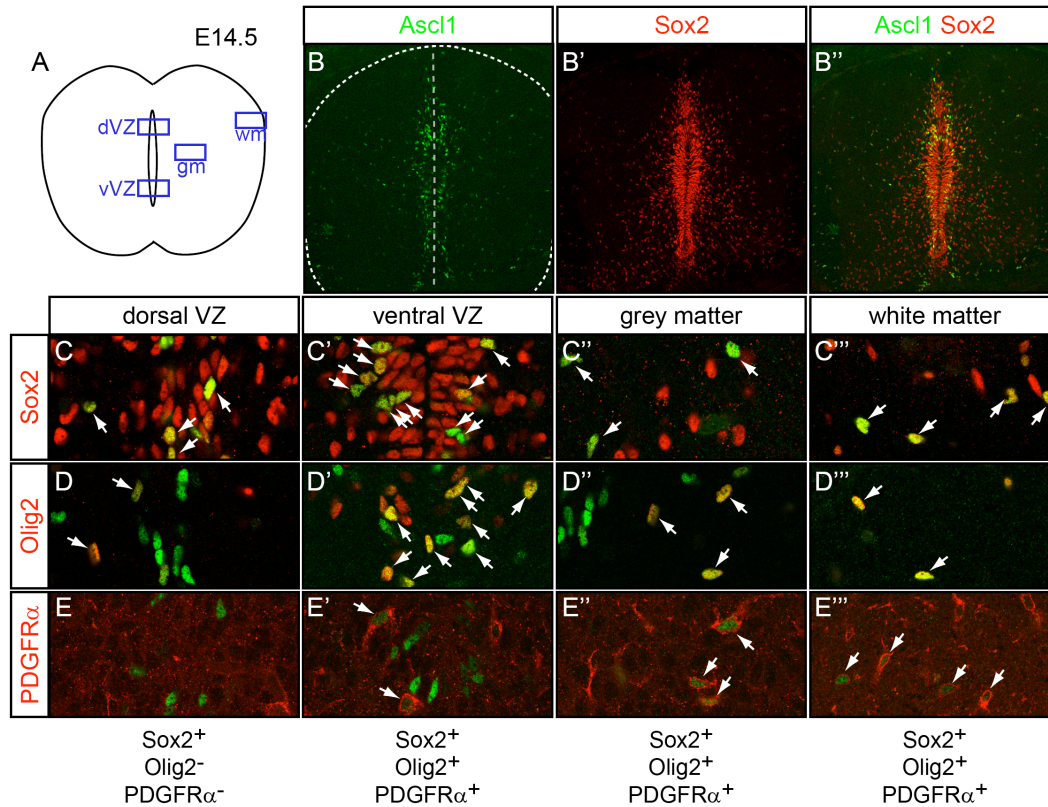 E14.5
A
dVZ
wm
gm
vVZ
Ascl1
Sox2
Ascl1 Sox2
B
B'
B''
dorsal VZ
ventral VZ
grey matter
white matter
Sox2
C
C'
C''
C'''
Olig2
D
D'
D''
D'''
PDGFRα
E
E'
E''
E'''
Sox2⁺
Olig2⁻
PDGFRα⁻
Sox2⁺
Olig2⁺
PDGFRα⁺
Sox2⁺
Olig2⁺
PDGFRα⁺
Sox2⁺
Olig2⁺
PDGFRα⁺